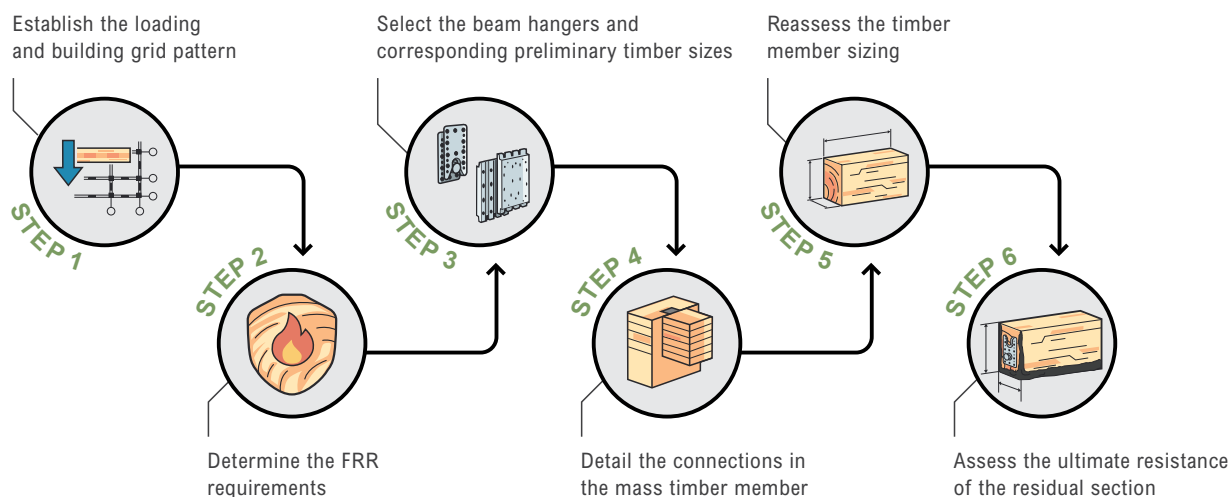 Establish the loading
and building grid pattern
STEP 1
STEP 2
Determine the FRR
requirements
Select the beam hangers and
corresponding preliminary timber sizes
STEP 3
STEP 4
Detail the connections in
the mass timber member
Reassess the timber
member sizing
STEP 5
STEP 6
Assess the ultimate resistance
of the residual section